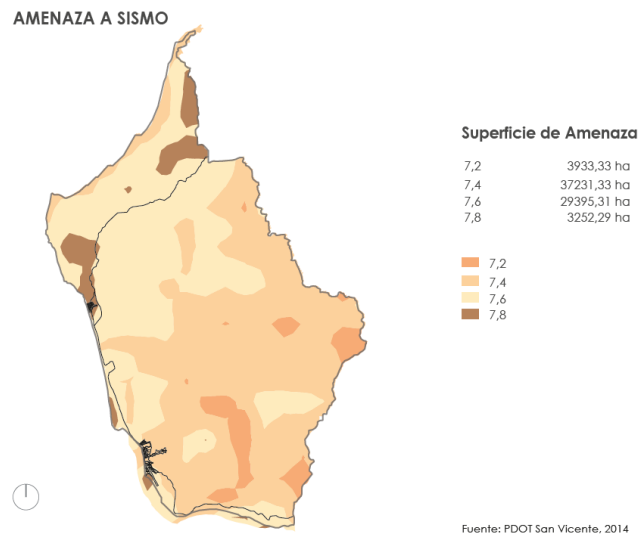 AMENAZA A SISMO
Superficie de Amenaza
7,2 3933,33 ha
7,4 37231,33 ha
7,6 29395,31 ha
7,8 3252,29 ha
7,2
7,4
7,6
7,8
Fuente: PDOT San Vicente, 2014